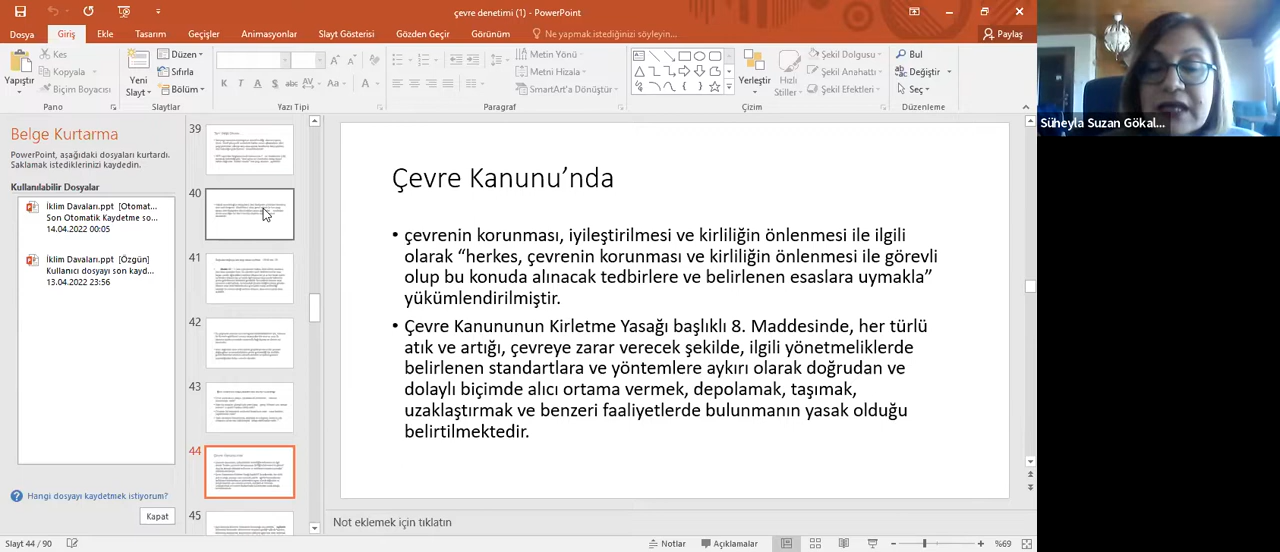 çevre denetimi (1) - PowerPoint
Dosya Giriş Ekle Tasarım Geçişler Animasyonlar Slayt Gösterisi Gözden Geçir Görünüm Ne yapmak istediğinizi söyleyin... Paylaş
Yapıştır
Kes
Kopyala
Biçim Boyacısı
Pano
Yeni Slayt
Düzen
Sıfırla
Bölüm
Slaytlar
K T A S
Yazı Tipi
Metin Yönü
Metni Hizala
SmartArt'a Dönüştür
Paragraf
Yerleştir
Hızlı Stiller
Şekil Dolgusu
Şekil Anahattı
Şekil Efektleri
Çizim
Bul
Değiştir
Seç
Düzenleme
Süheyla Suzan Gökal...
Belge Kurtarma
PowerPoint, aşağıdaki dosyaları kurtardı.
Saklamak istediklerinizi kaydedin.
Kullanılabilir Dosyalar
İklim Davaları.ppt [Otomat...
Son Otomatik Kaydetme so...
14.04.2022 00:05
İklim Davaları.ppt [Özgün]
Kullanıcı dosyayı son kayd...
13.04.2022 23:56
Hangi dosyayı kaydetmek istiyorum?
Kapat
39
40
41
42
43
44
45
Çevre Kanunu’nda
• çevrenin korunması, iyileştirilmesi ve kirliliğin önlenmesi ile ilgili
olarak “herkes, çevrenin korunması ve kirliliğin önlenmesi ile görevli
olup bu konuda alınacak tedbirlere ve belirlenen esaslara uymakla”
yükümlendirilmiştir.
• Çevre Kanununun Kirletme Yasağı başlıklı 8. Maddesinde, her türlü
atık ve artığı, çevreye zarar verecek şekilde, ilgili yönetmeliklerde
belirlenen standartlara ve yöntemlere aykırı olarak doğrudan ve
dolaylı biçimde alıcı ortama vermek, depolamak, taşımak,
uzaklaştırmak ve benzeri faaliyetlerde bulunmanın yasak olduğu
belirtilmektedir.
Not eklemek için tıklatın
Slayt 44 / 90
Notlar
Açıklamalar
%69